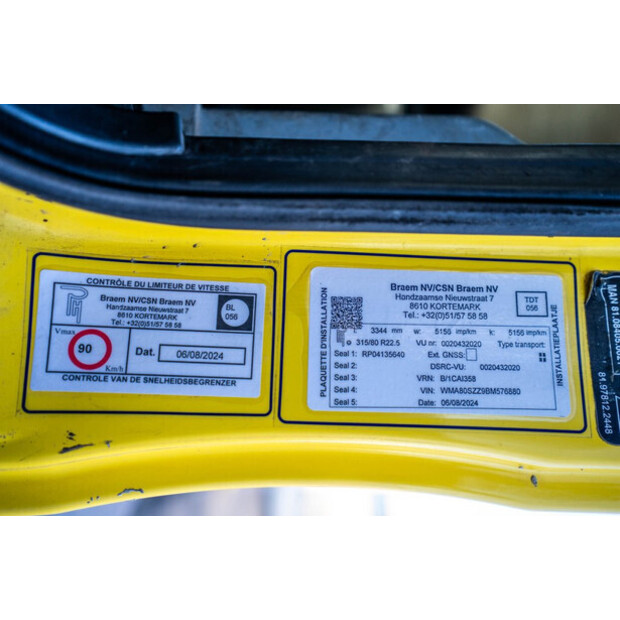 CONTRÔLE DU LIMITEUR DE VITESSE
Braem NV/CSN Braem NV
Handzaamse Nieuwstraat 7
8610 KORTEMARK
Tel.: +32(0)51/57 58 58
BL
056
Vmax
90
Km/h
Dat. 06/08/2024
CONTROLE VAN DE SNELHEIDSBEGRENZER
PLAQUETTE D'INSTALLATION
Braem NV/CSN Braem NV
Handzaamse Nieuwstraat 7
8610 KORTEMARK
Tel.: +32(0)51/57 58 58
TDT
056
3344 mm w: 5156 imp/km k: 5156 imp/km
315/80 R22.5 VU nr: 0020432020 Type transport:
Seal 1: RP04135640 Ext. GNSS:
Seal 2: DSRC-VU: 0020432020
Seal 3: VRN: B/1CAI358
Seal 4: VIN: WMA80SZZ9BM576880
Seal 5: Date: 06/08/2024
INSTALLATIEPLAATJE
81.97812.2448